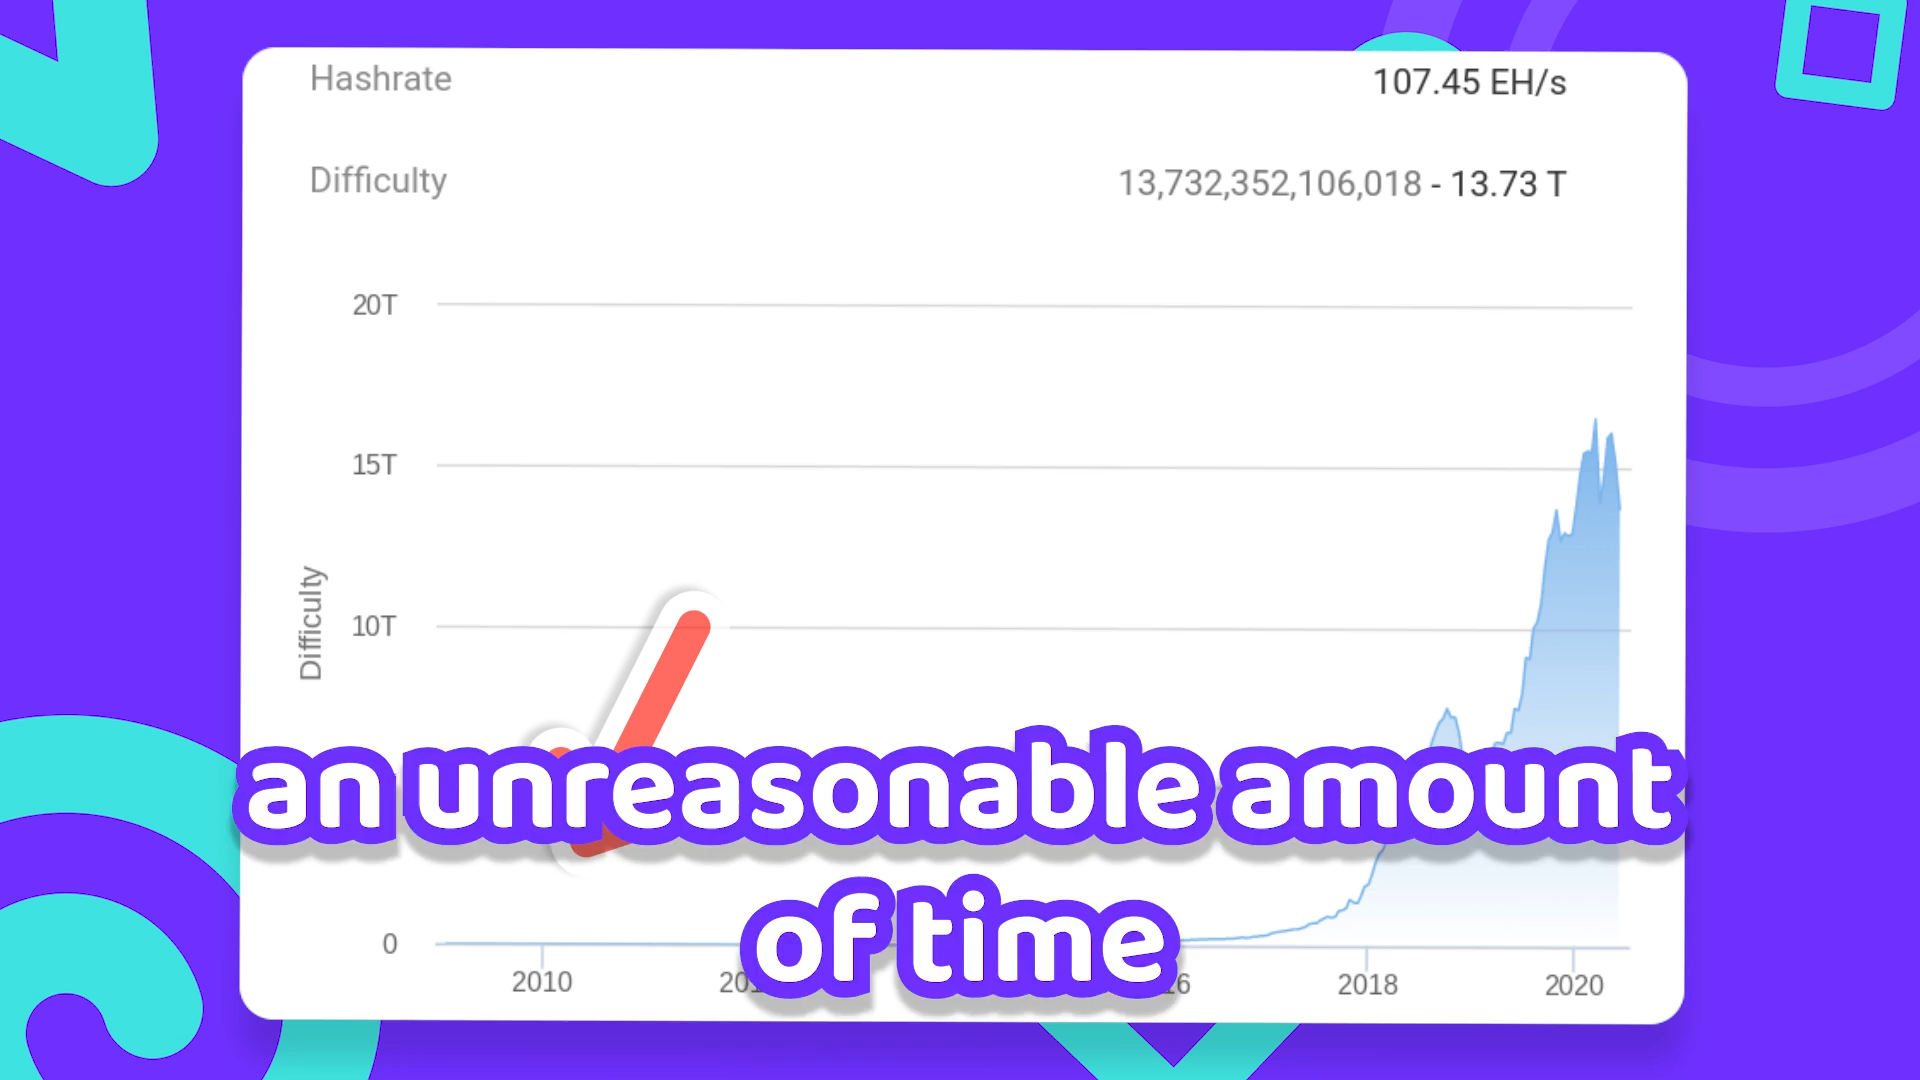 Hashrate 107.45 EH/s
Difficulty 13,732,352,106,018 - 13.73 T
20T
15T
10T
Difficulty
an unreasonable amount
of time
0
2010 2018 2020